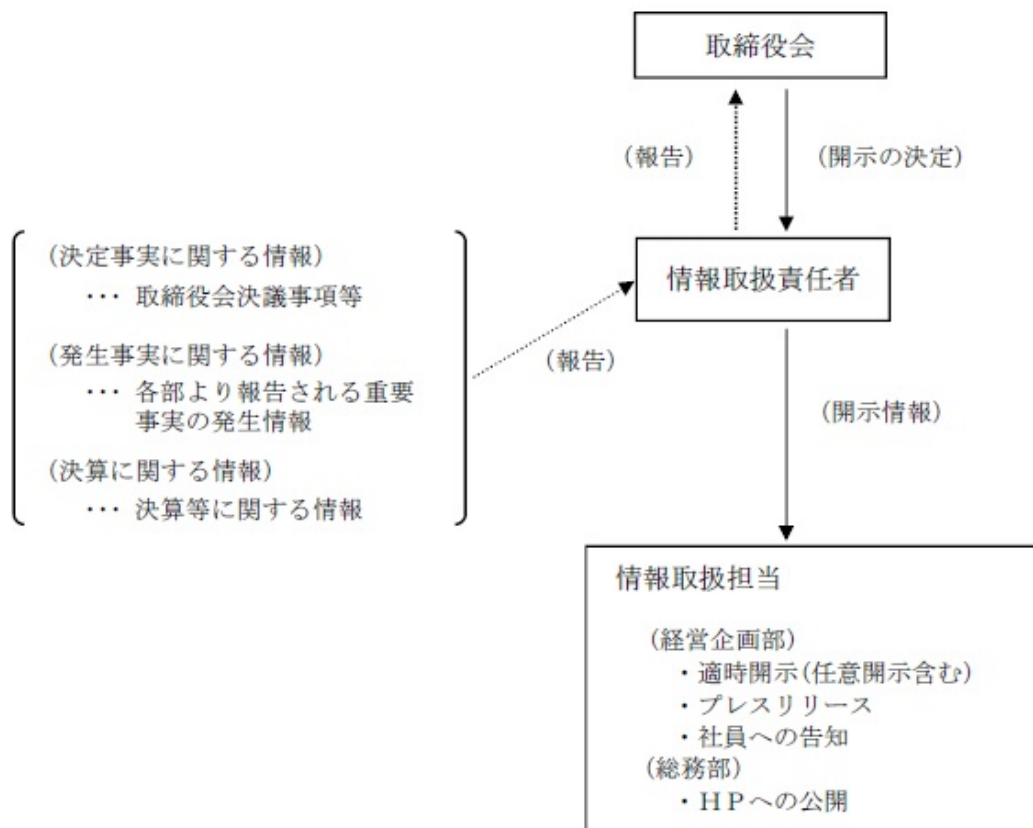 取締役会
(報告)
(開示の決定)
情報取扱責任者
(決定事実に関する情報)
･･･ 取締役会決議事項等
(発生事実に関する情報)
･･･ 各部より報告される重要
事実の発生情報
(決算に関する情報)
･･･ 決算等に関する情報
(報告)
(開示情報)
情報取扱担当
(経営企画部)
・適時開示(任意開示含む)
・プレスリリース
・社員への告知
(総務部)
・ＨＰへの公開